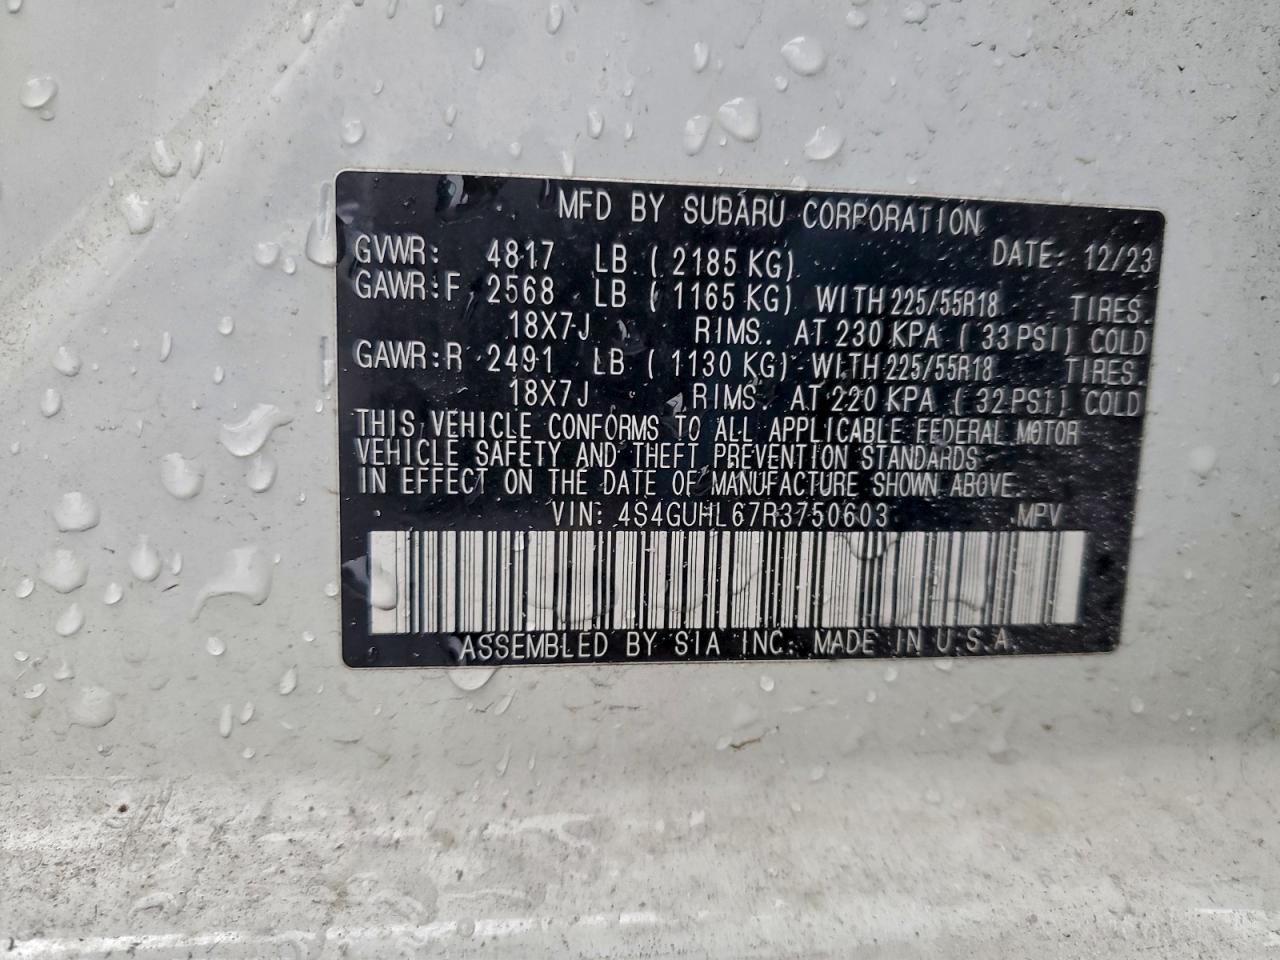 MFD BY SUBARU CORPORATION
GVWR: 4817 LB ( 2185 KG) DATE: 12/23
GAWR:F 2568 LB ( 1165 KG) WITH 225/55R18 TIRES.
18X7J RIMS. AT 230 KPA ( 33 PSI) COLD
GAWR:R 2491 LB ( 1130 KG) WITH 225/55R18 TIRES.
18X7J RIMS. AT 220 KPA ( 32 PSI) COLD
THIS VEHICLE CONFORMS TO ALL APPLICABLE FEDERAL MOTOR
VEHICLE SAFETY AND THEFT PREVENTION STANDARDS
IN EFFECT ON THE DATE OF MANUFACTURE SHOWN ABOVE.
VIN: 4S4GUHL67R3750603 MPV
ASSEMBLED BY SIA INC. MADE IN U.S.A.